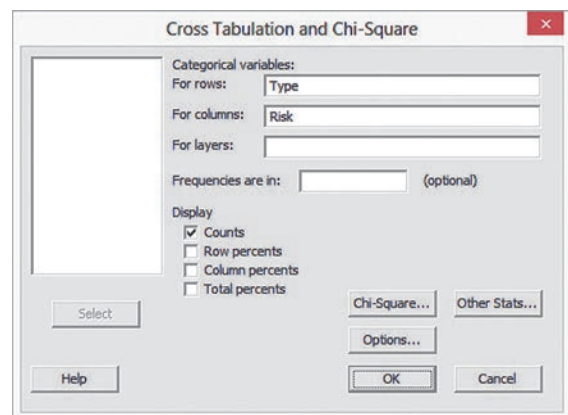 Cross Tabulation and Chi-Square
Categorical variables:
For rows: Type
For columns: Risk
For layers:
Frequencies are in: (optional)
Display
Counts
Row percents
Column percents
Total percents
Select
Chi-Square... Other Stats...
Options...
Help OK Cancel